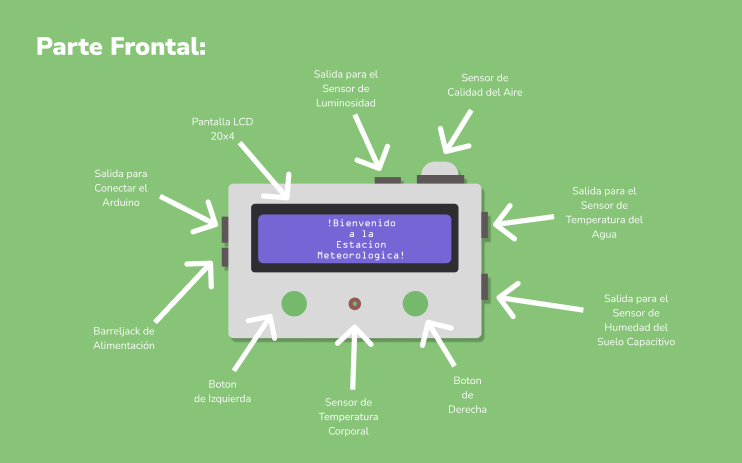 Parte Frontal:
Salida para el
Sensor de
Luminosidad
Sensor de
Calidad del Aire
Pantalla LCD
20x4
Salida para
Conectar el
Arduino
Salida para el
Sensor de
Temperatura del
Agua
!Bienvenido
a la
Estacion
Meteorologica!
Barreljack de
Alimentación
Salida para el
Sensor de
Humedad del
Suelo Capacitivo
Boton
de Izquierda
Sensor de
Temperatura
Corporal
Boton
de
Derecha